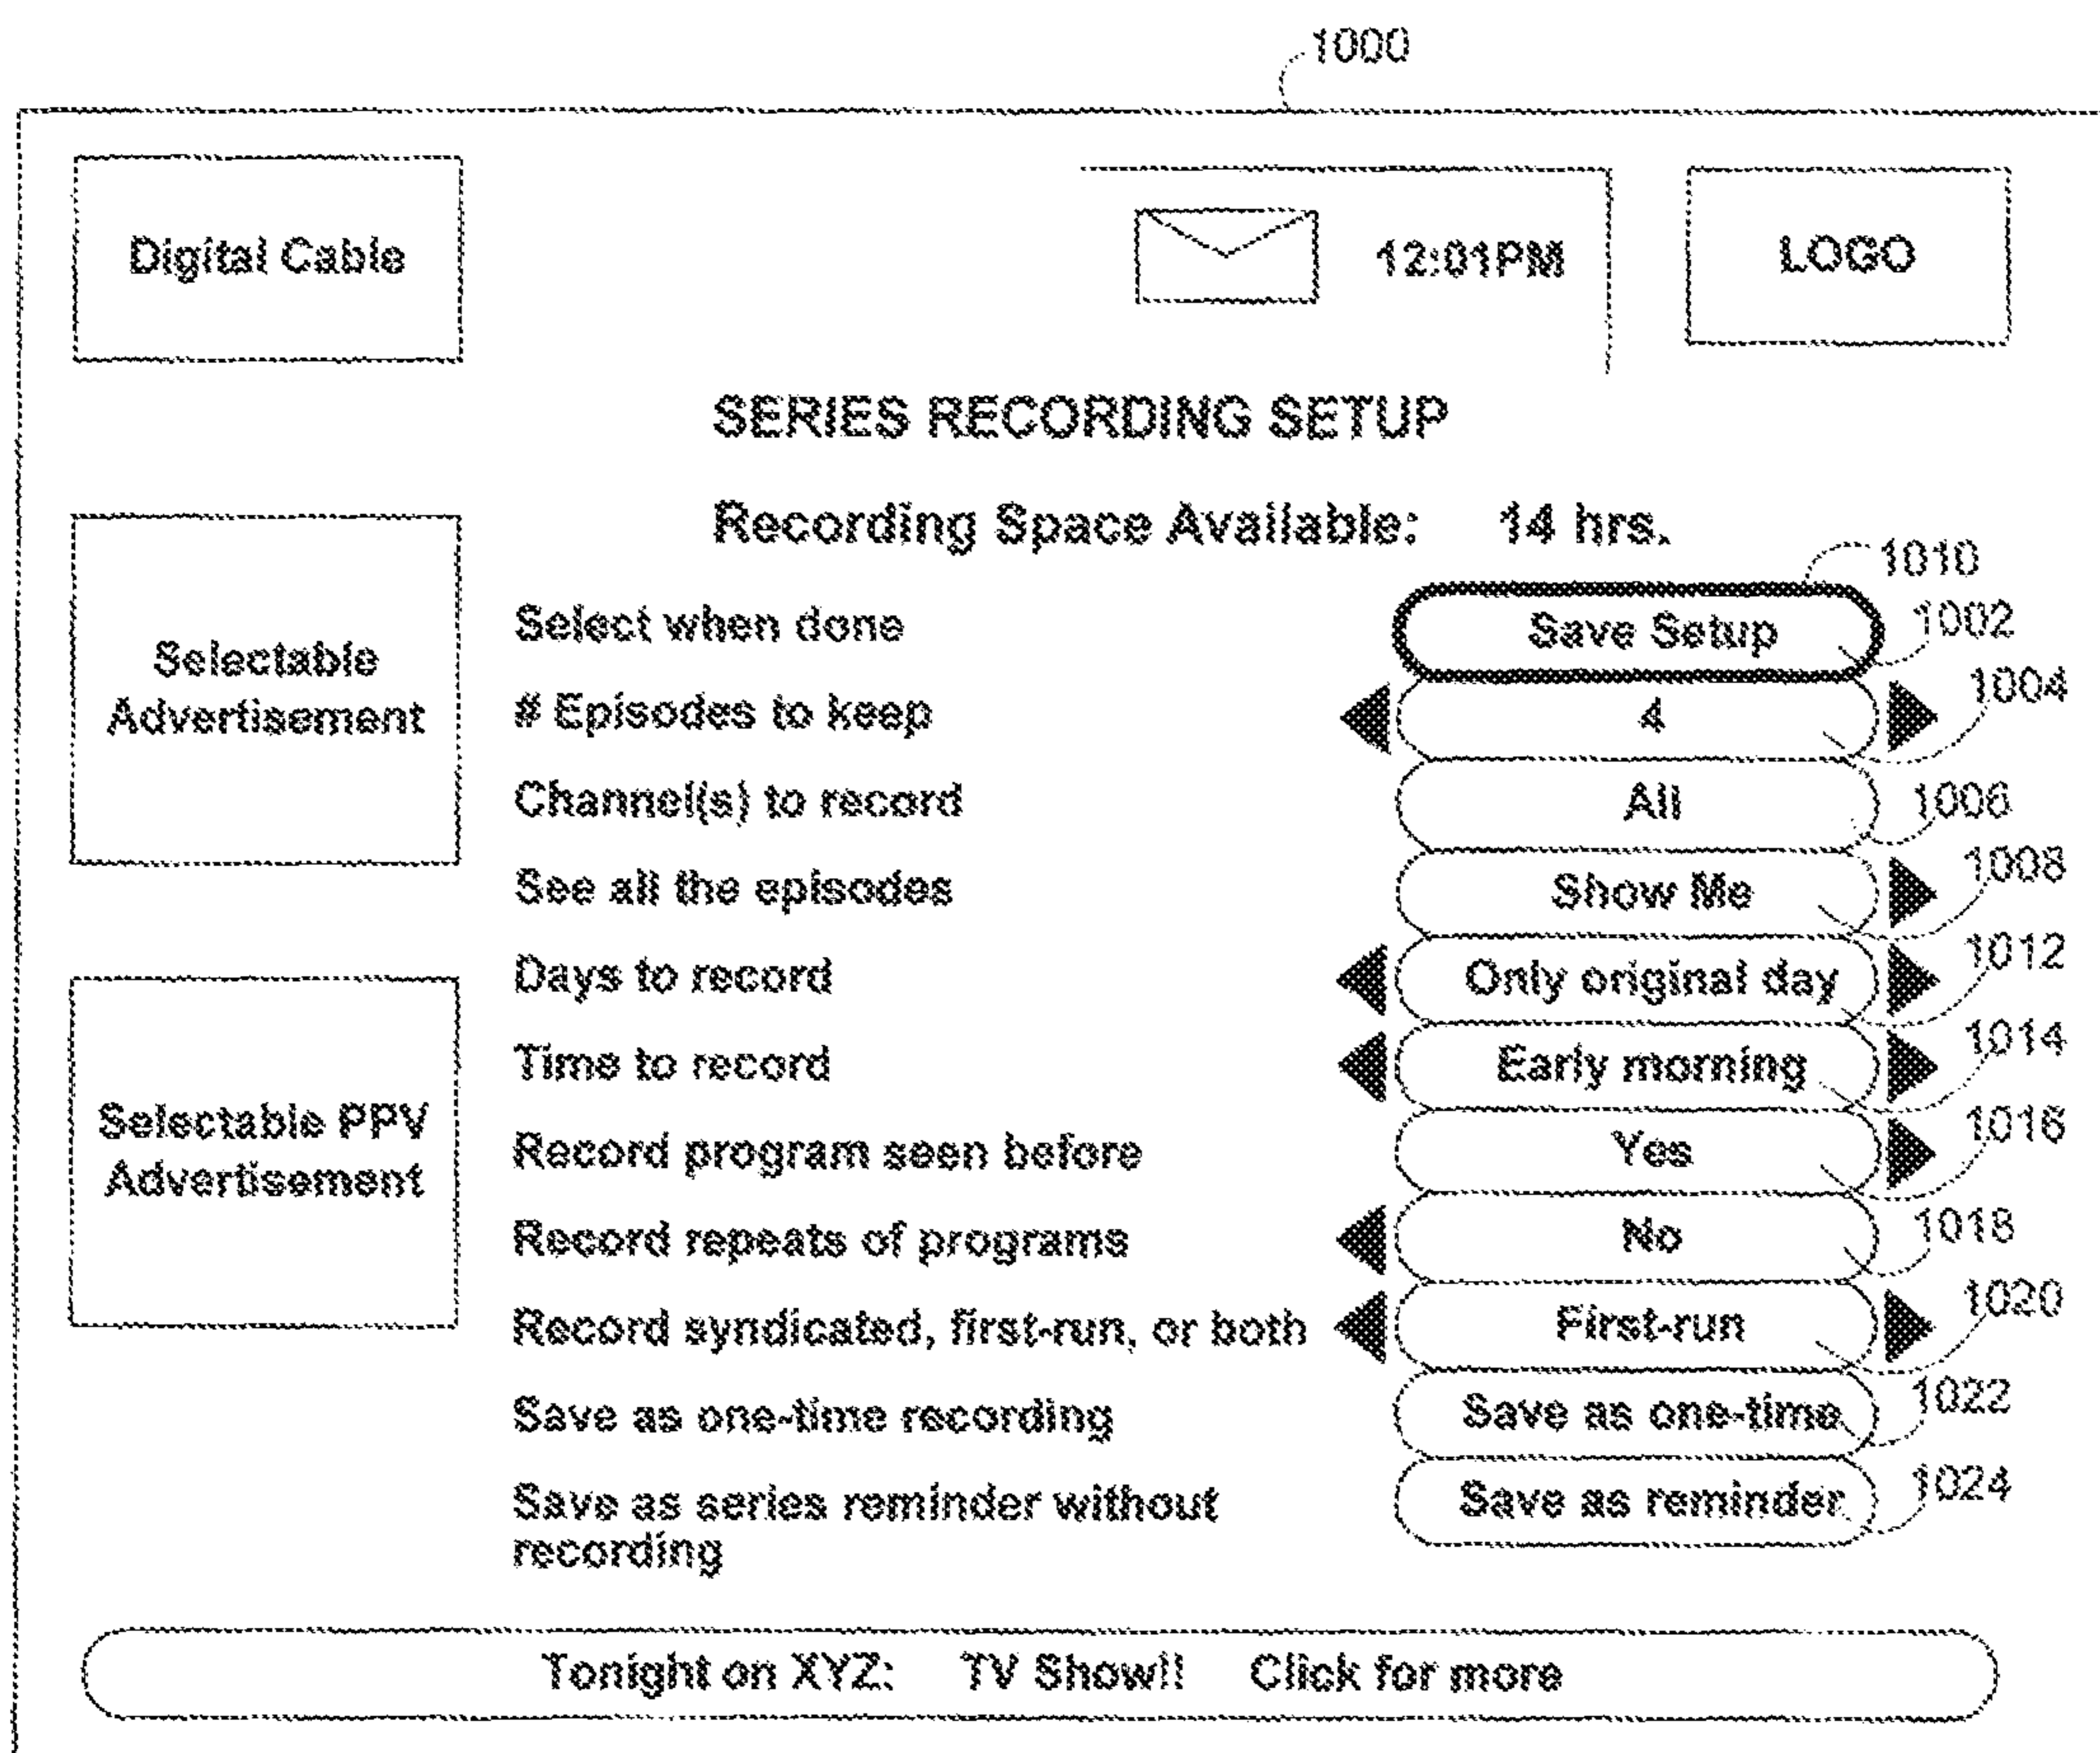 1000
Digital Cable
12:01PM
LOGO
SERIES RECORDING SETUP
Recording Space Available: 14 hrs.
1010
Select when done
Save Setup
1002
Selectable
Advertisement
# Episodes to keep
4
1004
Channel(s) to record
All
1006
See all the episodes
Show Me
1008
Days to record
Only original day
1012
Time to record
Early morning
1014
Selectable PPV
Advertisement
Record program seen before
Yes
1016
Record repeats of programs
No
1018
Record syndicated, first-run, or both
First-run
1020
Save as one-time recording
Save as one-time
1022
Save as series reminder without
recording
Save as reminder
1024
Tonight on XYZ: TV Show!! Click for more